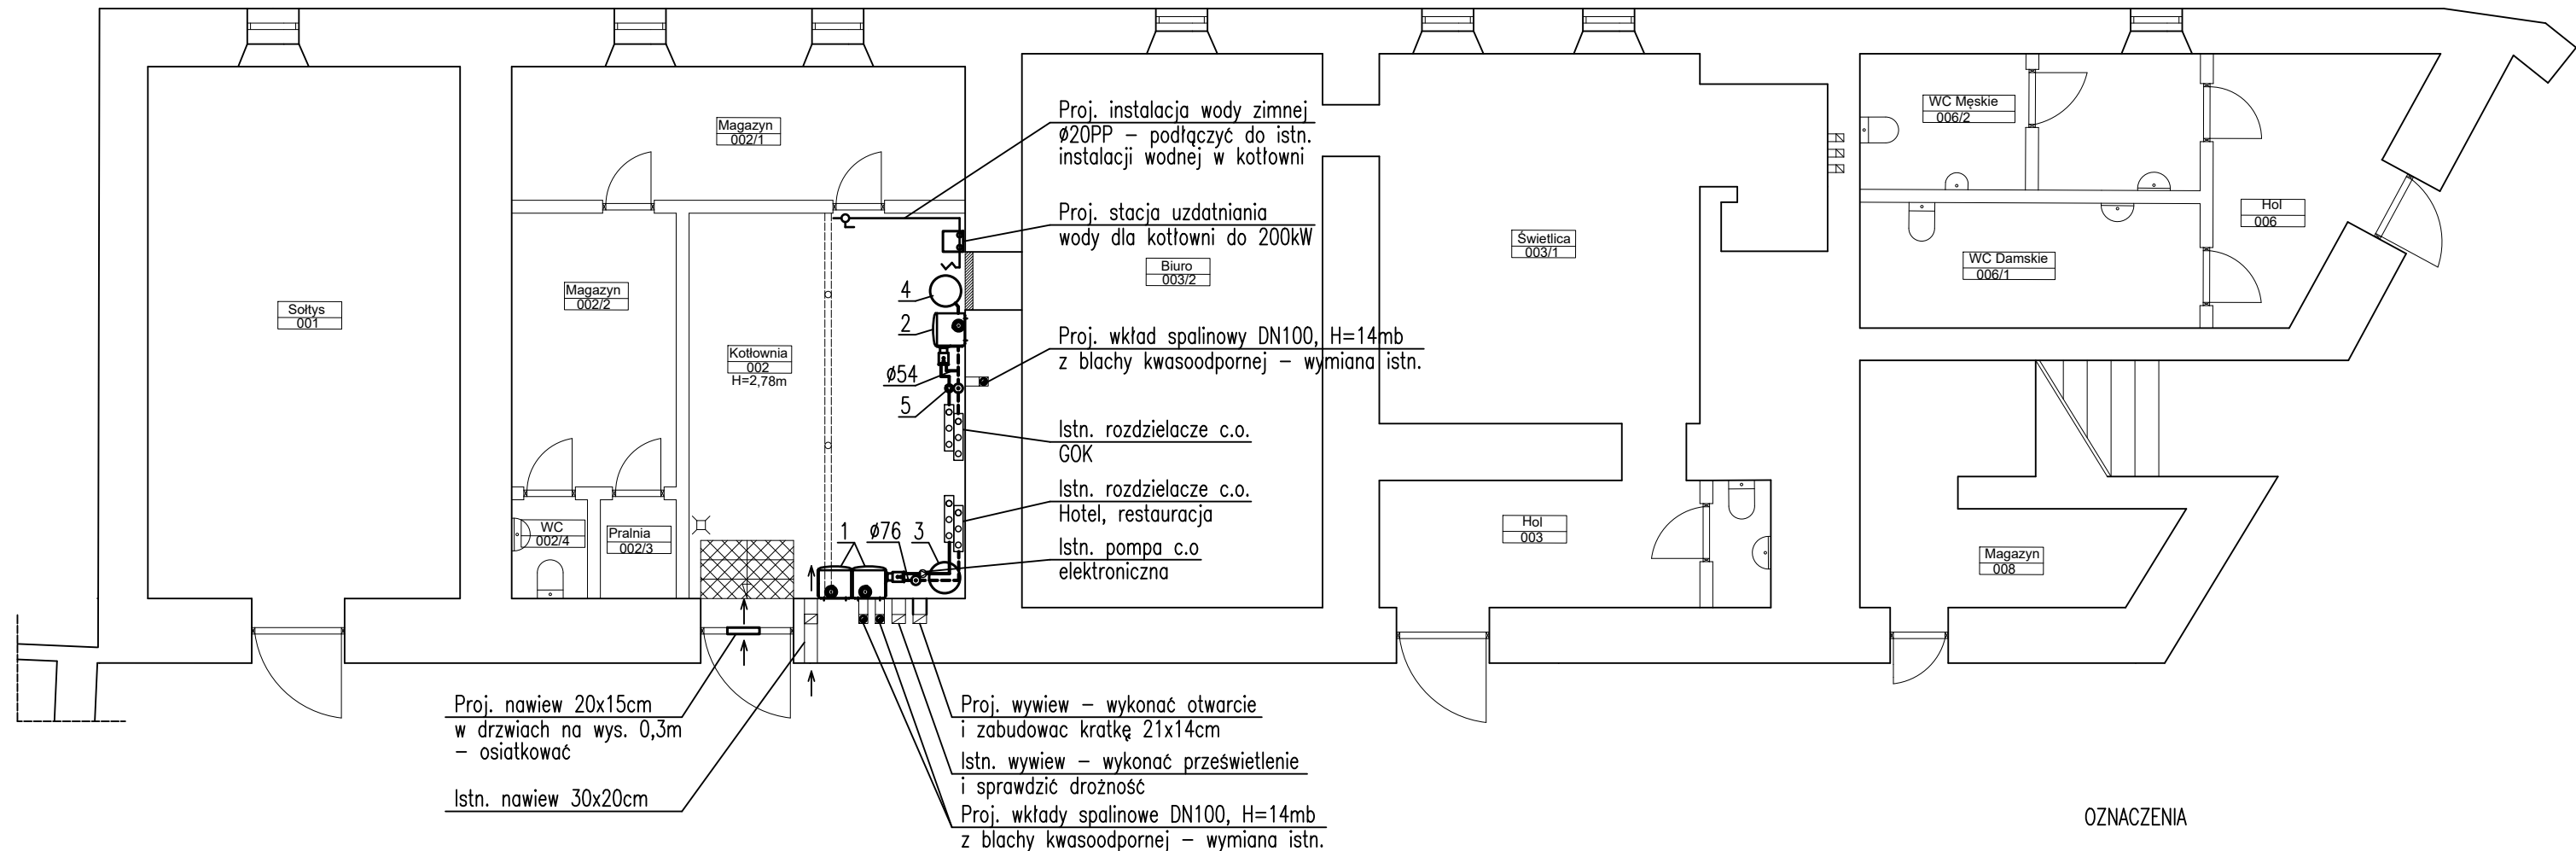 Proj. instalacja wody zimnej
ø20PP – podłączyć do istn.
instalacji wodnej w kotłowni
Magazyn
002/1
WC Męskie
006/2
Proj. stacja uzdatniania
wody dla kotłowni do 200kW
Hol
006
Świetlica
003/1
Biuro
003/2
WC Damskie
006/1
Sołtys
001
Magazyn
002/2
4
2
Proj. wkład spalinowy DN100, H=14mb
z blachy kwasoodpornej – wymiana istn.
Kotłownia
002
H=2,78m
ø54
5
Istn. rozdzielacze c.o.
GOK
Istn. rozdzielacze c.o.
Hotel, restauracja
WC
002/4
Pralnia
002/3
1
ø76
3
Istn. pompa c.o
elektroniczna
Hol
003
Magazyn
008
Proj. nawiew 20x15cm
w drzwiach na wys. 0,3m
– osiatkować
Istn. nawiew 30x20cm
Proj. wywiew – wykonać otwarcie
i zabudowac kratkę 21x14cm
Istn. wywiew – wykonać prześwietlenie
i sprawdzić drożność
Proj. wkłady spalinowe DN100, H=14mb
z blachy kwasoodpornej – wymiana istn.
OZNACZENIA